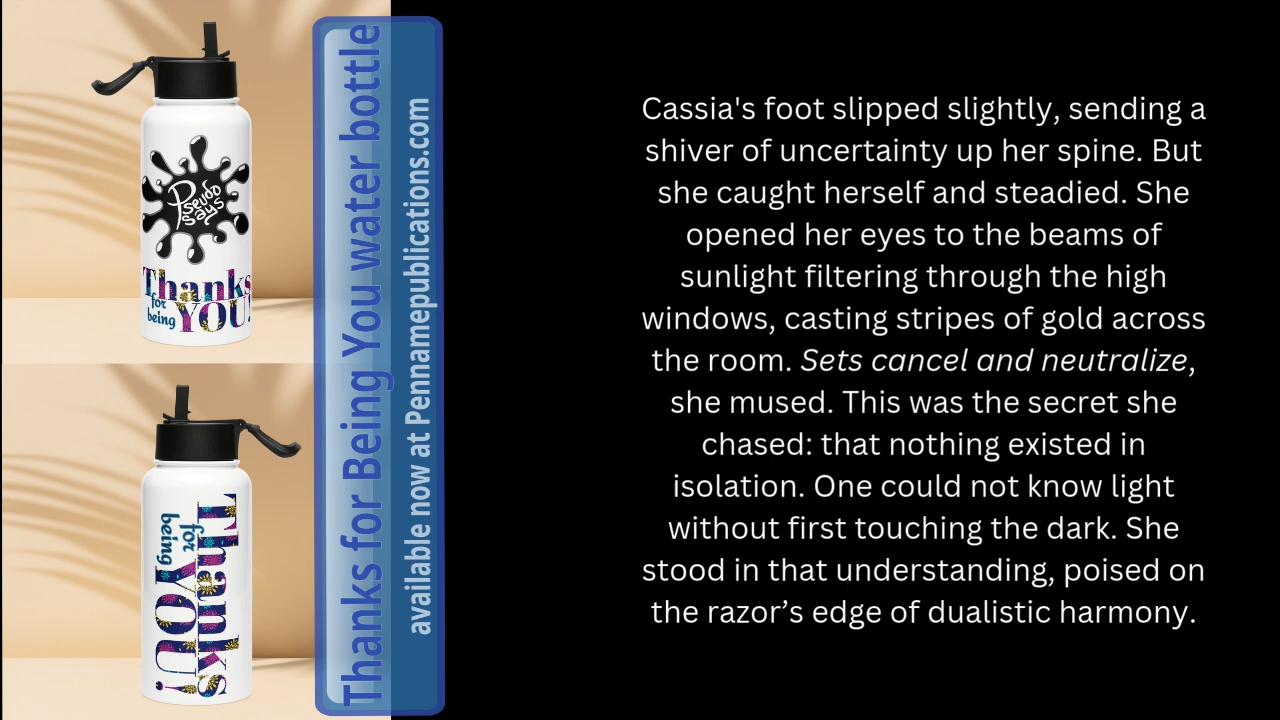 Pseudo
says
Thanks
for
being
YOU!
Thanks
for
being
YOU!
Thanks for Being You water bottle
available now at Pennamepublications.com
Cassia's foot slipped slightly, sending a
shiver of uncertainty up her spine. But
she caught herself and steadied. She
opened her eyes to the beams of
sunlight filtering through the high
windows, casting stripes of gold across
the room. Sets cancel and neutralize,
she mused. This was the secret she
chased: that nothing existed in
isolation. One could not know light
without first touching the dark. She
stood in that understanding, poised on
the razor’s edge of dualistic harmony.